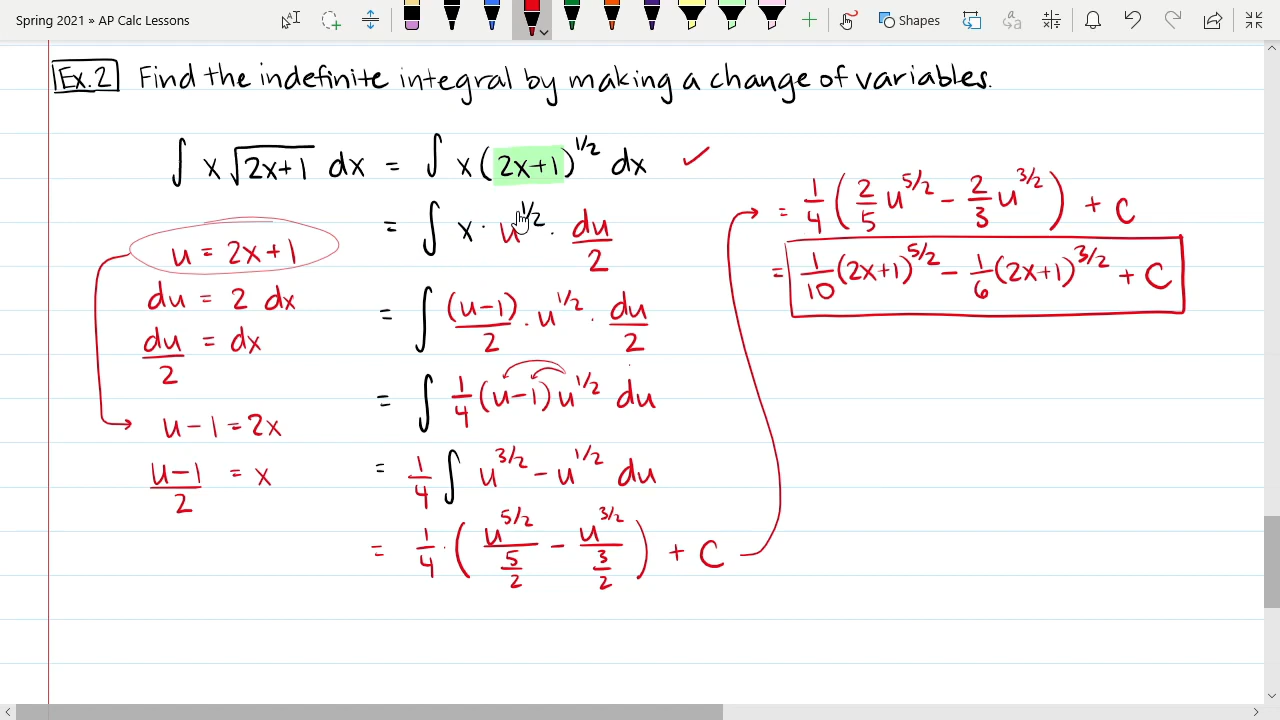 Spring 2021 » AP Calc Lessons
Shapes
Ex.2 Find the indefinite integral by making a change of variables.
∫ x √(2x+1) dx = ∫ x(2x+1)^1/2 dx ✓
= ∫ x · u^1/2 · du/2
u = 2x+1
du = 2 dx
du/2 = dx
u-1 = 2x
u-1/2 = x
= ∫ (u-1)/2 · u^1/2 · du/2
= ∫ 1/4 (u-1)u^1/2 du
= 1/4 ∫ u^3/2 - u^1/2 du
= 1/4 · (u^5/2 / 5/2 - u^3/2 / 3/2) + C
= 1/4 (2/5 u^5/2 - 2/3 u^3/2) + C
= 1/10 (2x+1)^5/2 - 1/6 (2x+1)^3/2 + C